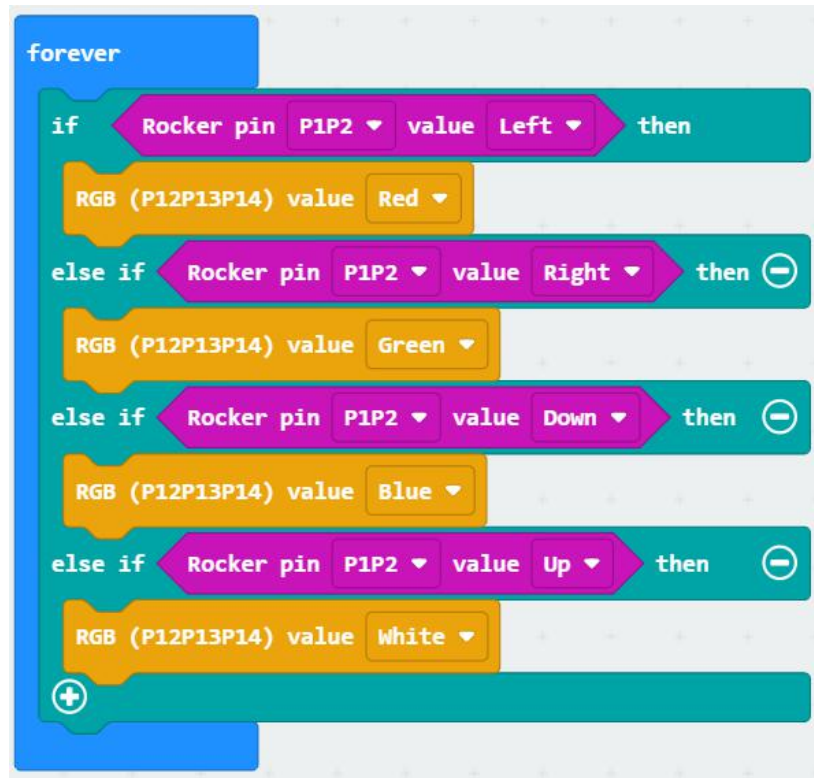 forever
if Rocker pin P1P2 value Left then
RGB (P12P13P14) value Red
else if Rocker pin P1P2 value Right then
RGB (P12P13P14) value Green
else if Rocker pin P1P2 value Down then
RGB (P12P13P14) value Blue
else if Rocker pin P1P2 value Up then
RGB (P12P13P14) value White